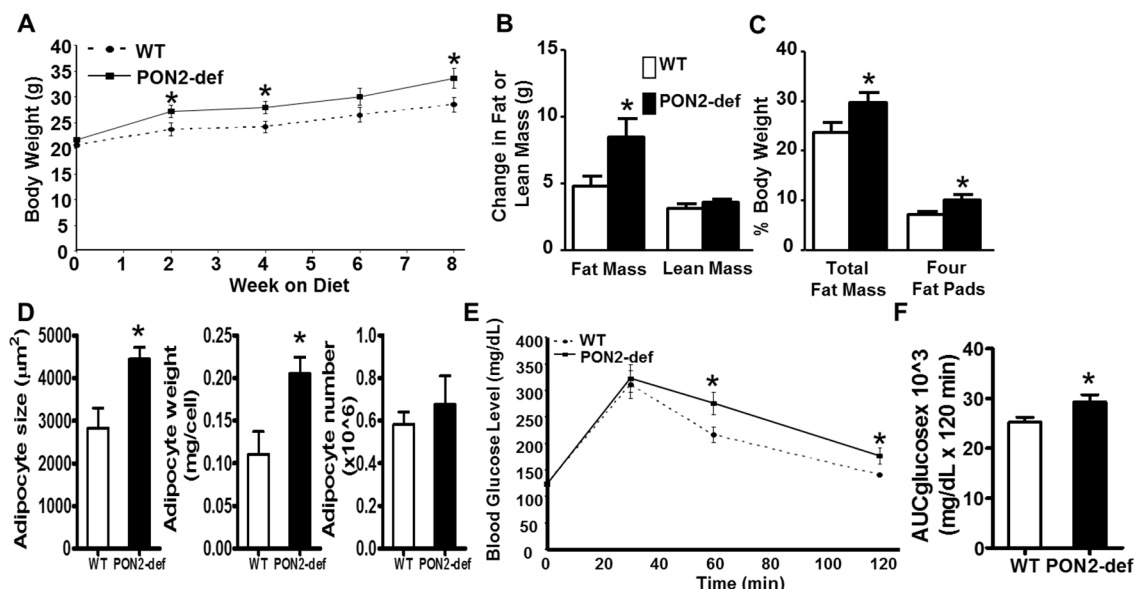 A
Body Weight (g)
40
35
30
25
20
15
10
5
0
WT
PON2-def
*
*
*
0 1 2 3 4 5 6 7 8
Week on Diet
B
Change in Fat or
Lean Mass (g)
15
10
5
0
WT
PON2-def
*
Fat Mass
Lean Mass
C
% Body Weight
40
30
20
10
0
*
*
Total
Fat Mass
Four
Fat Pads
D
Adipocyte size (µm²)
5000
4000
3000
2000
1000
0
*
WT PON2-def
Adipocyte weight
(mg/cell)
0.25
0.20
0.15
0.10
0.05
0.00
*
WT PON2-def
Adipocyte number
(x10^6)
1.0
0.8
0.6
0.4
0.2
0.0
WT PON2-def
E
Blood Glucose Level (mg/dL)
400
350
300
250
200
150
100
50
0
WT
PON2-def
*
*
0 20 40 60 80 100 120
Time (min)
F
AUCglucosex 10^3
(mg/dL x 120 min)
40
30
20
10
0
*
WT PON2-def